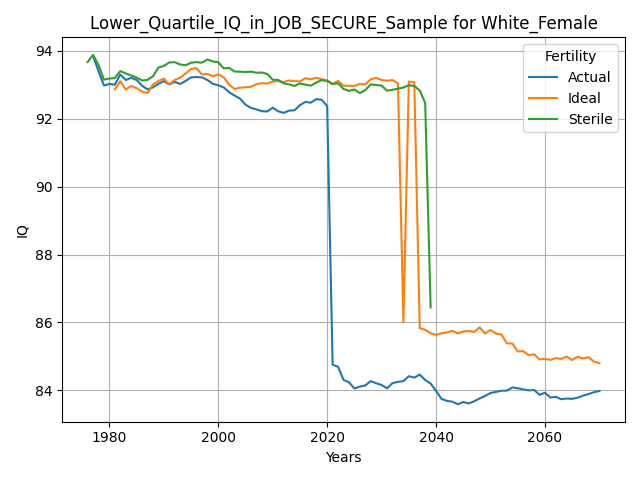 Lower_Quartile_IQ_in_JOB_SECURE_Sample for White_Female
Fertility
Actual
Ideal
Sterile
94
92
90
88
86
84
IQ
1980
2000
2020
2040
2060
Years